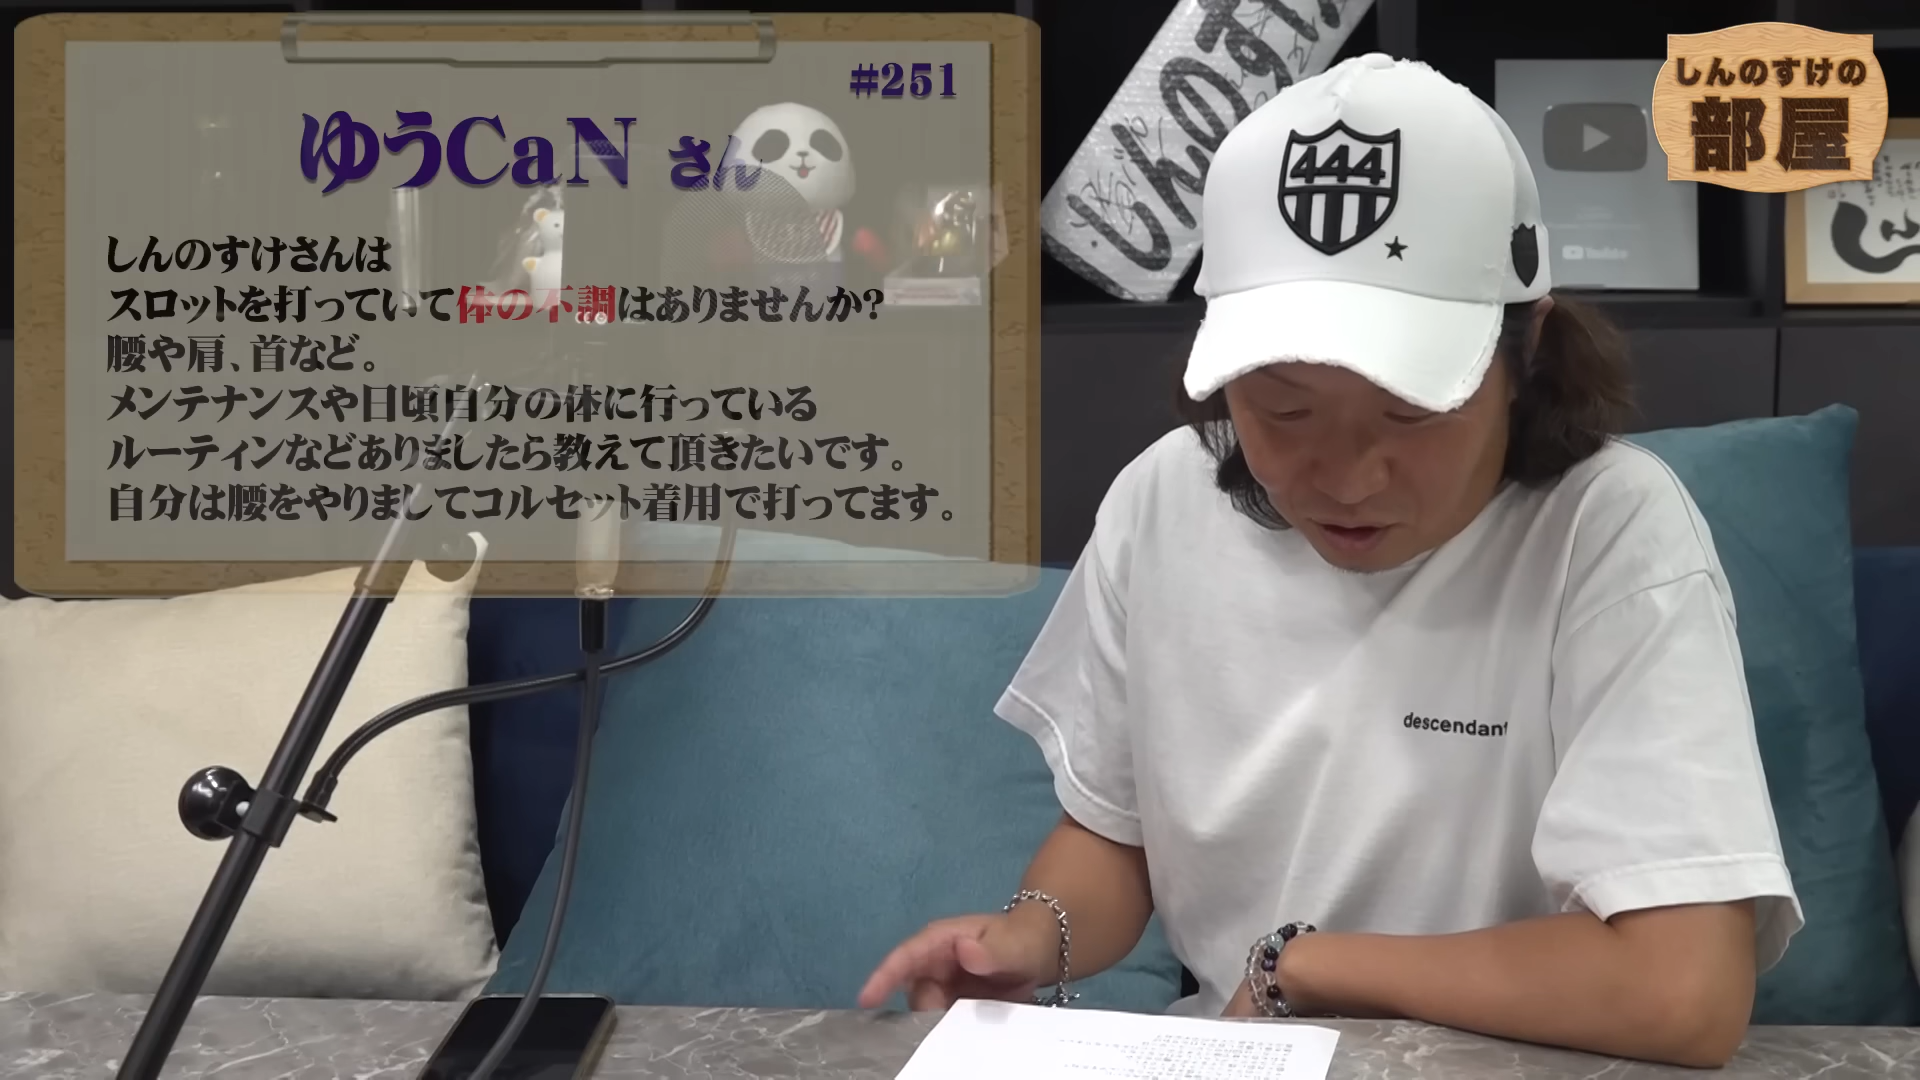 #251
ゆうCaN さん
しんのすけさんは
スロットを打っていて体の不調はありませんか?
腰や肩、首など。
メンテナンスや日頃自分の体に行っている
ルーティンなどありましたら教えて頂きたいです。
自分は腰をやりましてコルセット着用で打ってます。
しんのすけの
部屋
しんのすけ
444
YouTube
descendant